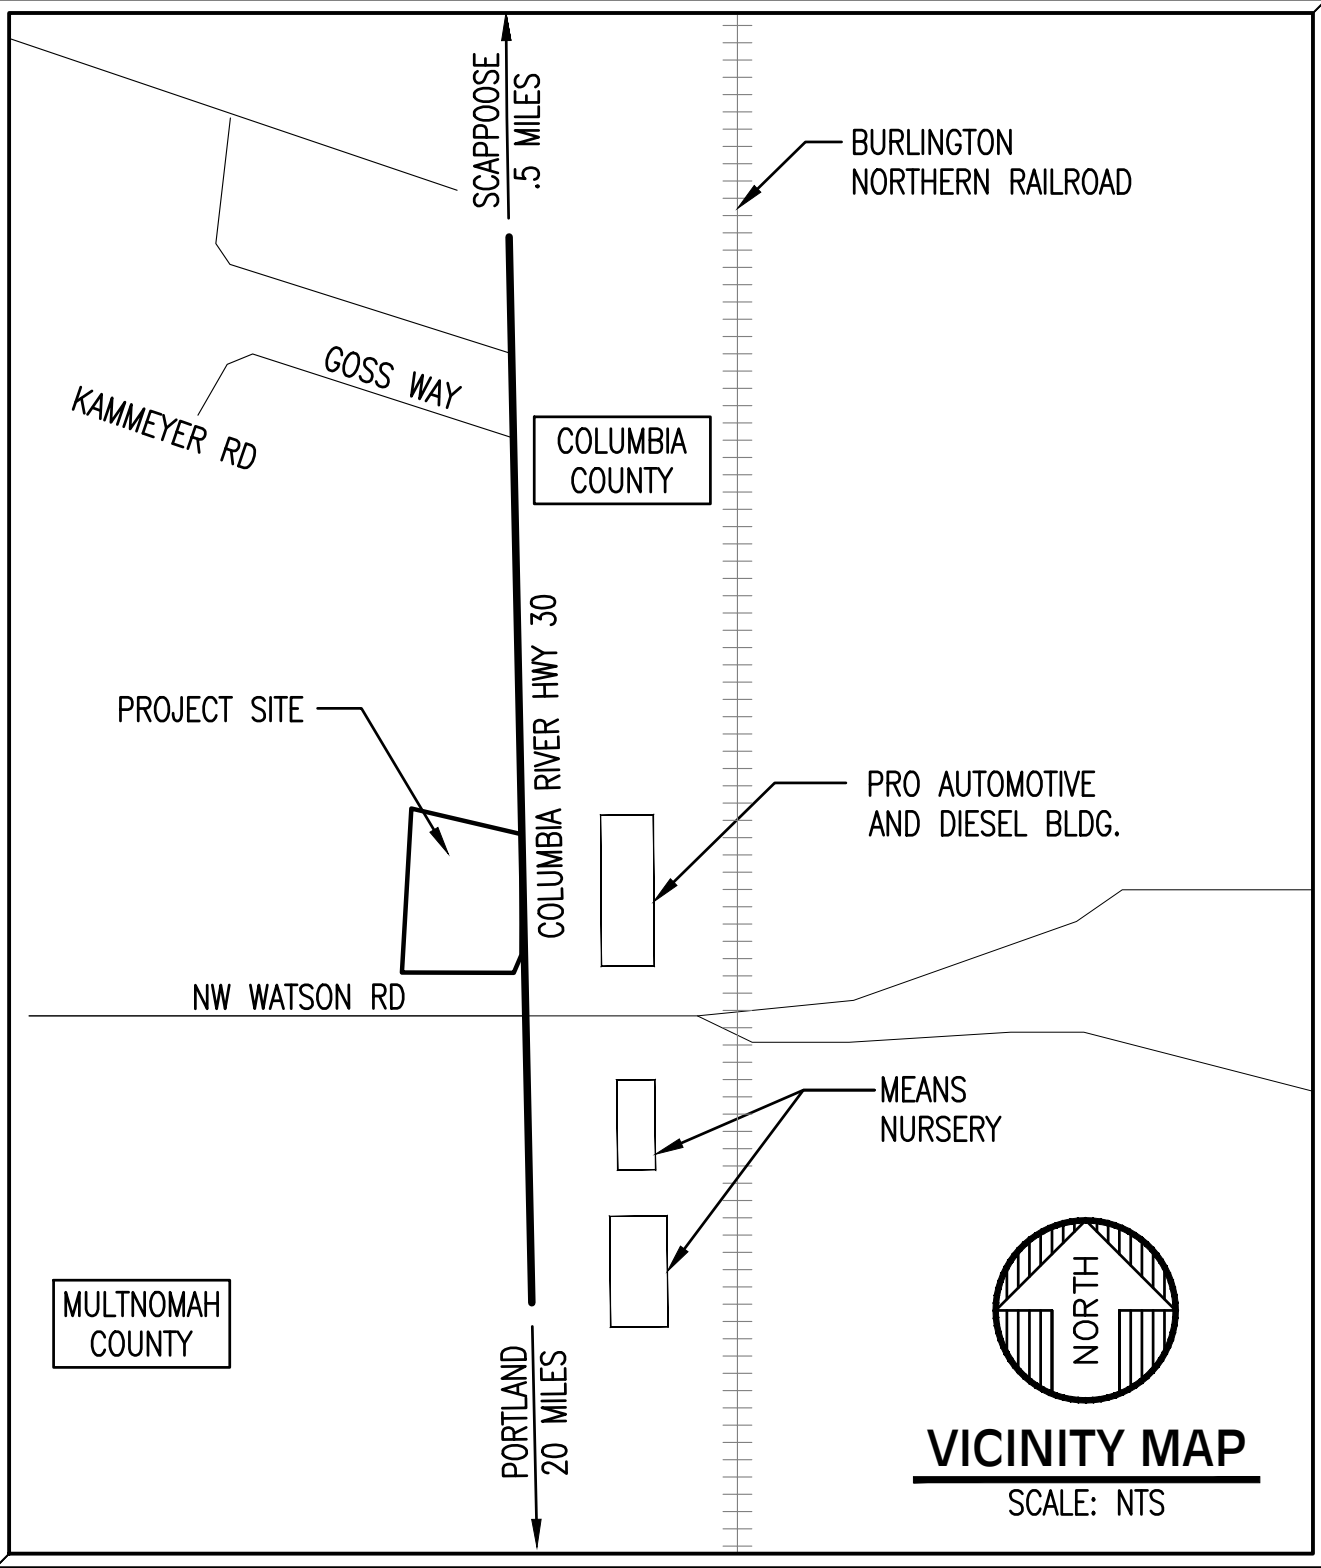 SCAPPOOSE
.5 MILES
BURLINGTON
NORTHERN RAILROAD
GOSS WAY
KAMMEYER RD
COLUMBIA
COUNTY
COLUMBIA RIVER HWY 30
PROJECT SITE
PRO AUTOMOTIVE
AND DIESEL BLDG.
NW WATSON RD
MEANS
NURSERY
MULTNOMAH
COUNTY
PORTLAND
20 MILES
NORTH
VICINITY MAP
SCALE: NTS